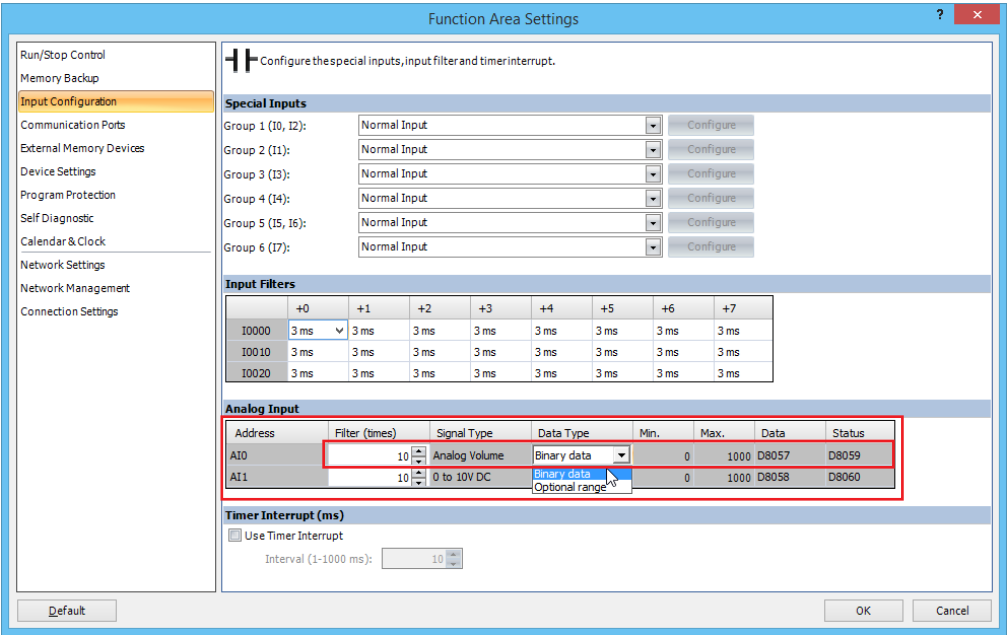 Function Area Settings
?
×
Run/Stop Control
Memory Backup
Input Configuration
Communication Ports
External Memory Devices
Device Settings
Program Protection
Self Diagnostic
Calendar & Clock
Network Settings
Network Management
Connection Settings
Configure the special inputs, input filter and timer interrupt.
Special Inputs
Group 1 (I0, I2): Normal Input Configure
Group 2 (I1): Normal Input Configure
Group 3 (I3): Normal Input Configure
Group 4 (I4): Normal Input Configure
Group 5 (I5, I6): Normal Input Configure
Group 6 (I7): Normal Input Configure
Input Filters
+0 +1 +2 +3 +4 +5 +6 +7
I0000 3 ms 3 ms 3 ms 3 ms 3 ms 3 ms 3 ms 3 ms
I0010 3 ms 3 ms 3 ms 3 ms 3 ms 3 ms 3 ms 3 ms
I0020 3 ms 3 ms 3 ms 3 ms 3 ms 3 ms 3 ms 3 ms
Analog Input
Address Filter (times) Signal Type Data Type Min. Max. Data Status
AI0 10 Analog Volume Binary data 0 1000 D8057 D8059
AI1 10 0 to 10V DC Binary data 0 1000 D8058 D8060
Optional range
Timer Interrupt (ms)
Use Timer Interrupt
Interval (1-1000 ms): 10
Default OK Cancel